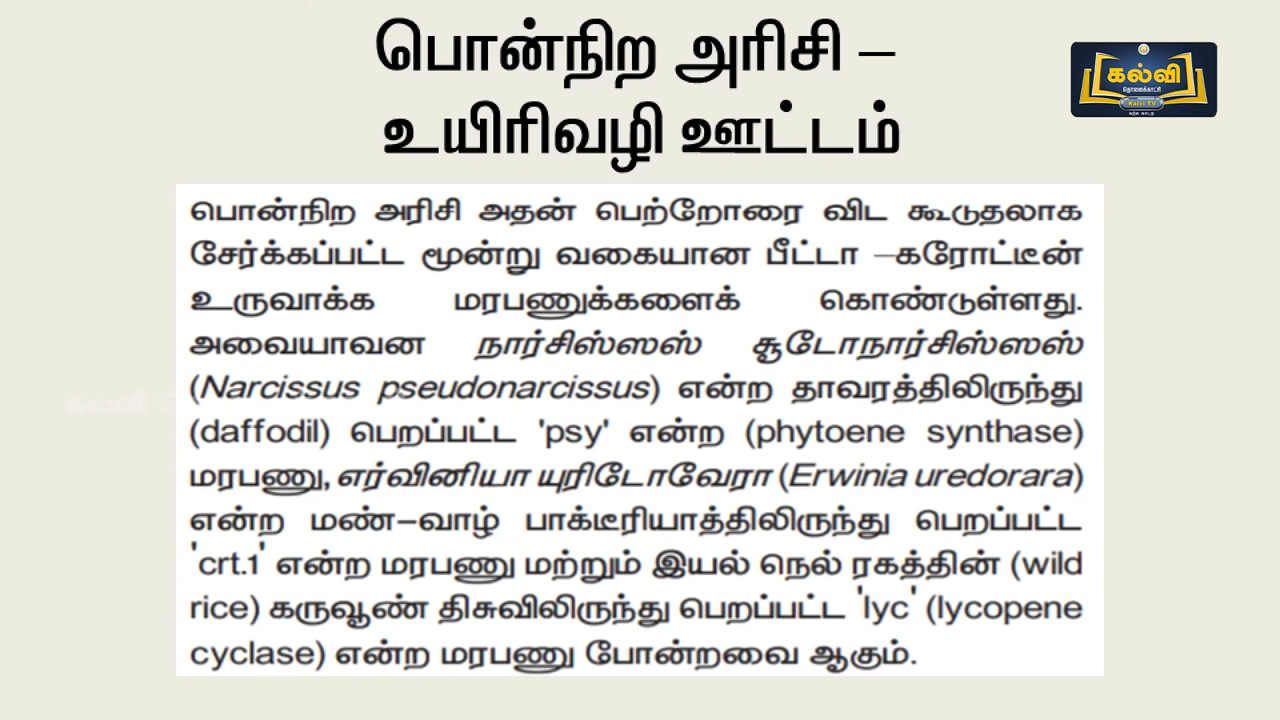 பொன்நிற அரிசி –
உயிரிவழி ஊட்டம்
கல்வி
தொலைக்காட்சி
Kalvi TV
பொன்நிற அரிசி அதன் பெற்றோரை விட கூடுதலாக
சேர்க்கப்பட்ட மூன்று வகையான பீட்டா –கரோட்டீன்
உருவாக்க மரபணுக்களைக் கொண்டுள்ளது.
அவையாவன நார்சிஸ்ஸஸ் சூடோநார்சிஸ்ஸஸ்
(Narcissus pseudonarcissus) என்ற தாவரத்திலிருந்து
(daffodil) பெறப்பட்ட 'psy' என்ற (phytoene synthase)
மரபணு, எர்வினியா யுரிடோவேரா (Erwinia uredorara)
என்ற மண்–வாழ் பாக்டீரியாத்திலிருந்து பெறப்பட்ட
'crt.1' என்ற மரபணு மற்றும் இயல் நெல் ரகத்தின் (wild
rice) கருவூண் திசுவிலிருந்து பெறப்பட்ட 'lyc' (lycopene
cyclase) என்ற மரபணு போன்றவை ஆகும்.